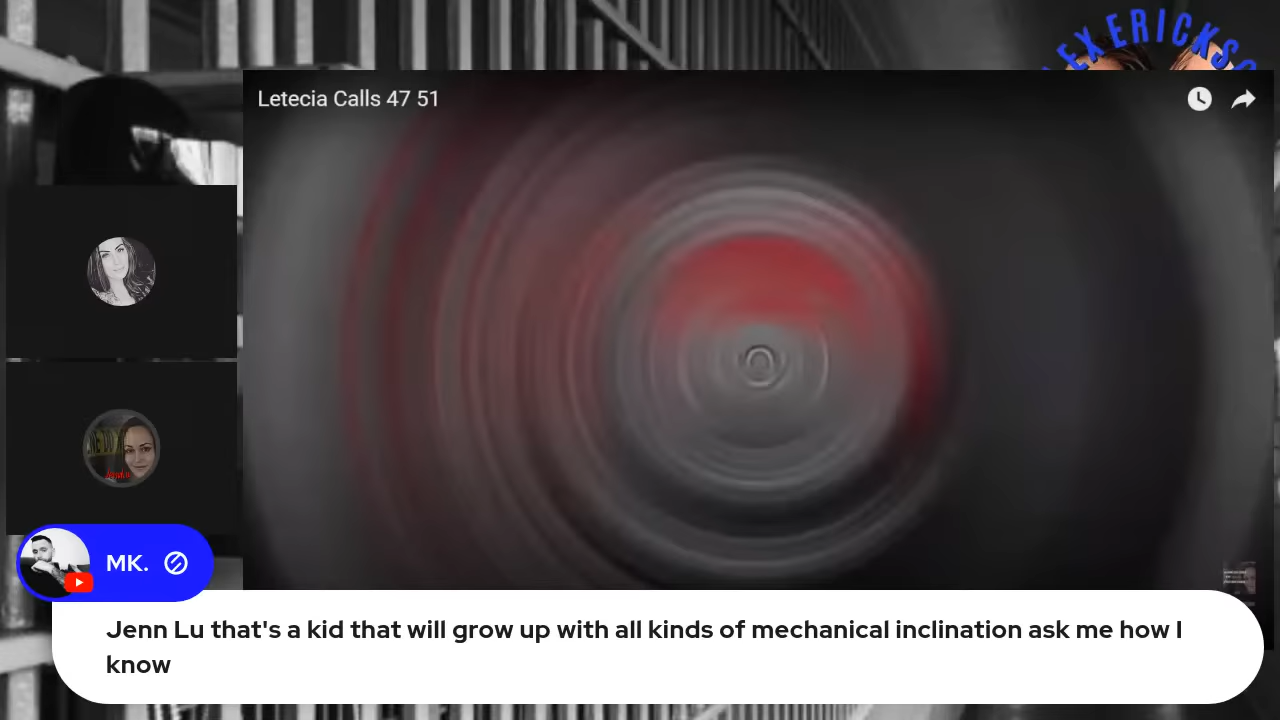 Letecia Calls 47 51
MK.
Jenn Lu that's a kid that will grow up with all kinds of mechanical inclination ask me how I
know